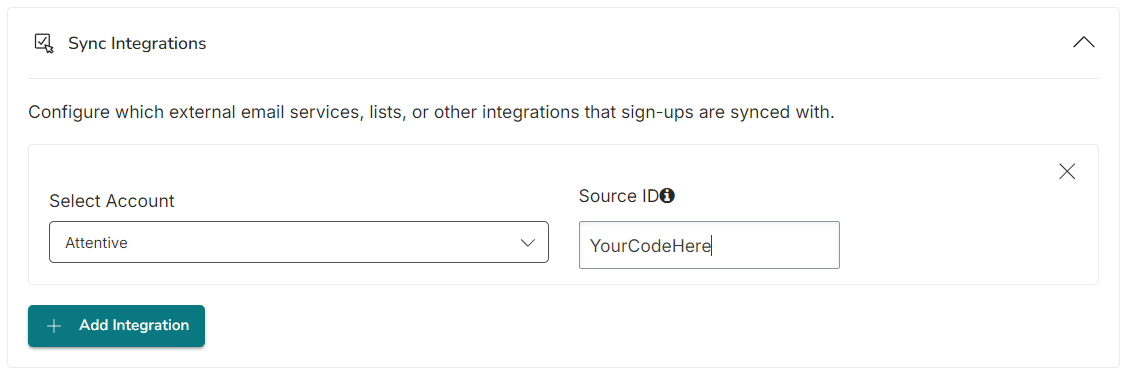 Sync Integrations
Configure which external email services, lists, or other integrations that sign-ups are synced with.
Select Account
Source ID
Attentive
YourCodeHere
Add Integration